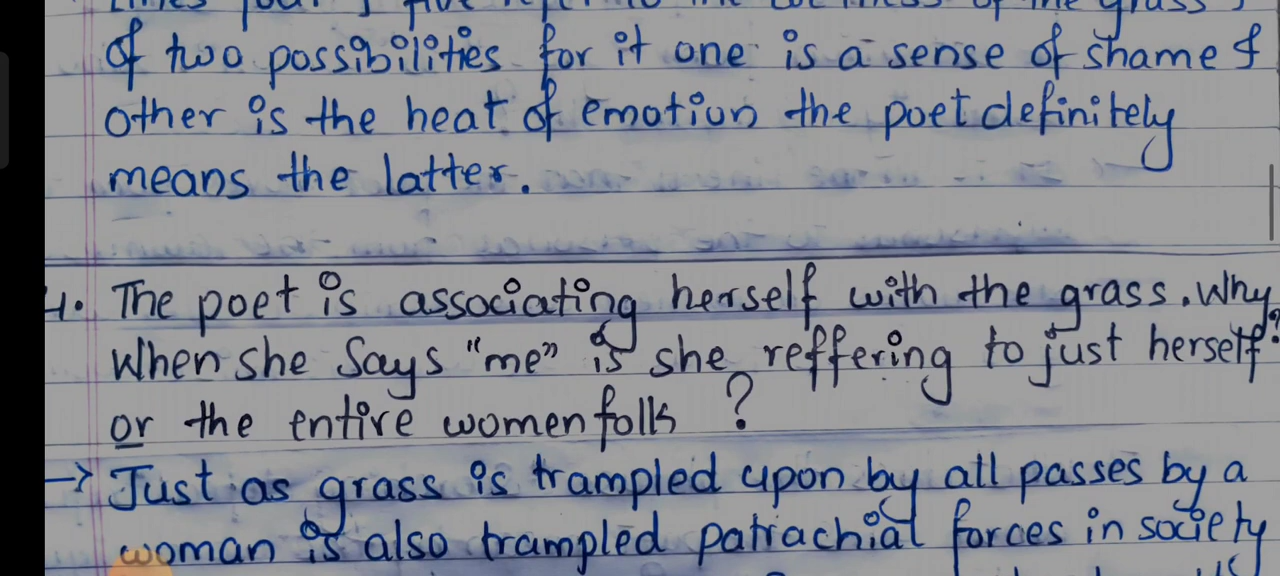 of two possibilities for it one is a sense of shame &
other is the heat of emotion the poet definitely
means the latter.
4. The poet is associating herself with the grass. Why?
When she Says "me" is she reffering to just herself
or the entire womenfolks ?
→ Just as grass is trampled upon by all passes by a
woman is also trampled patrachial forces in society